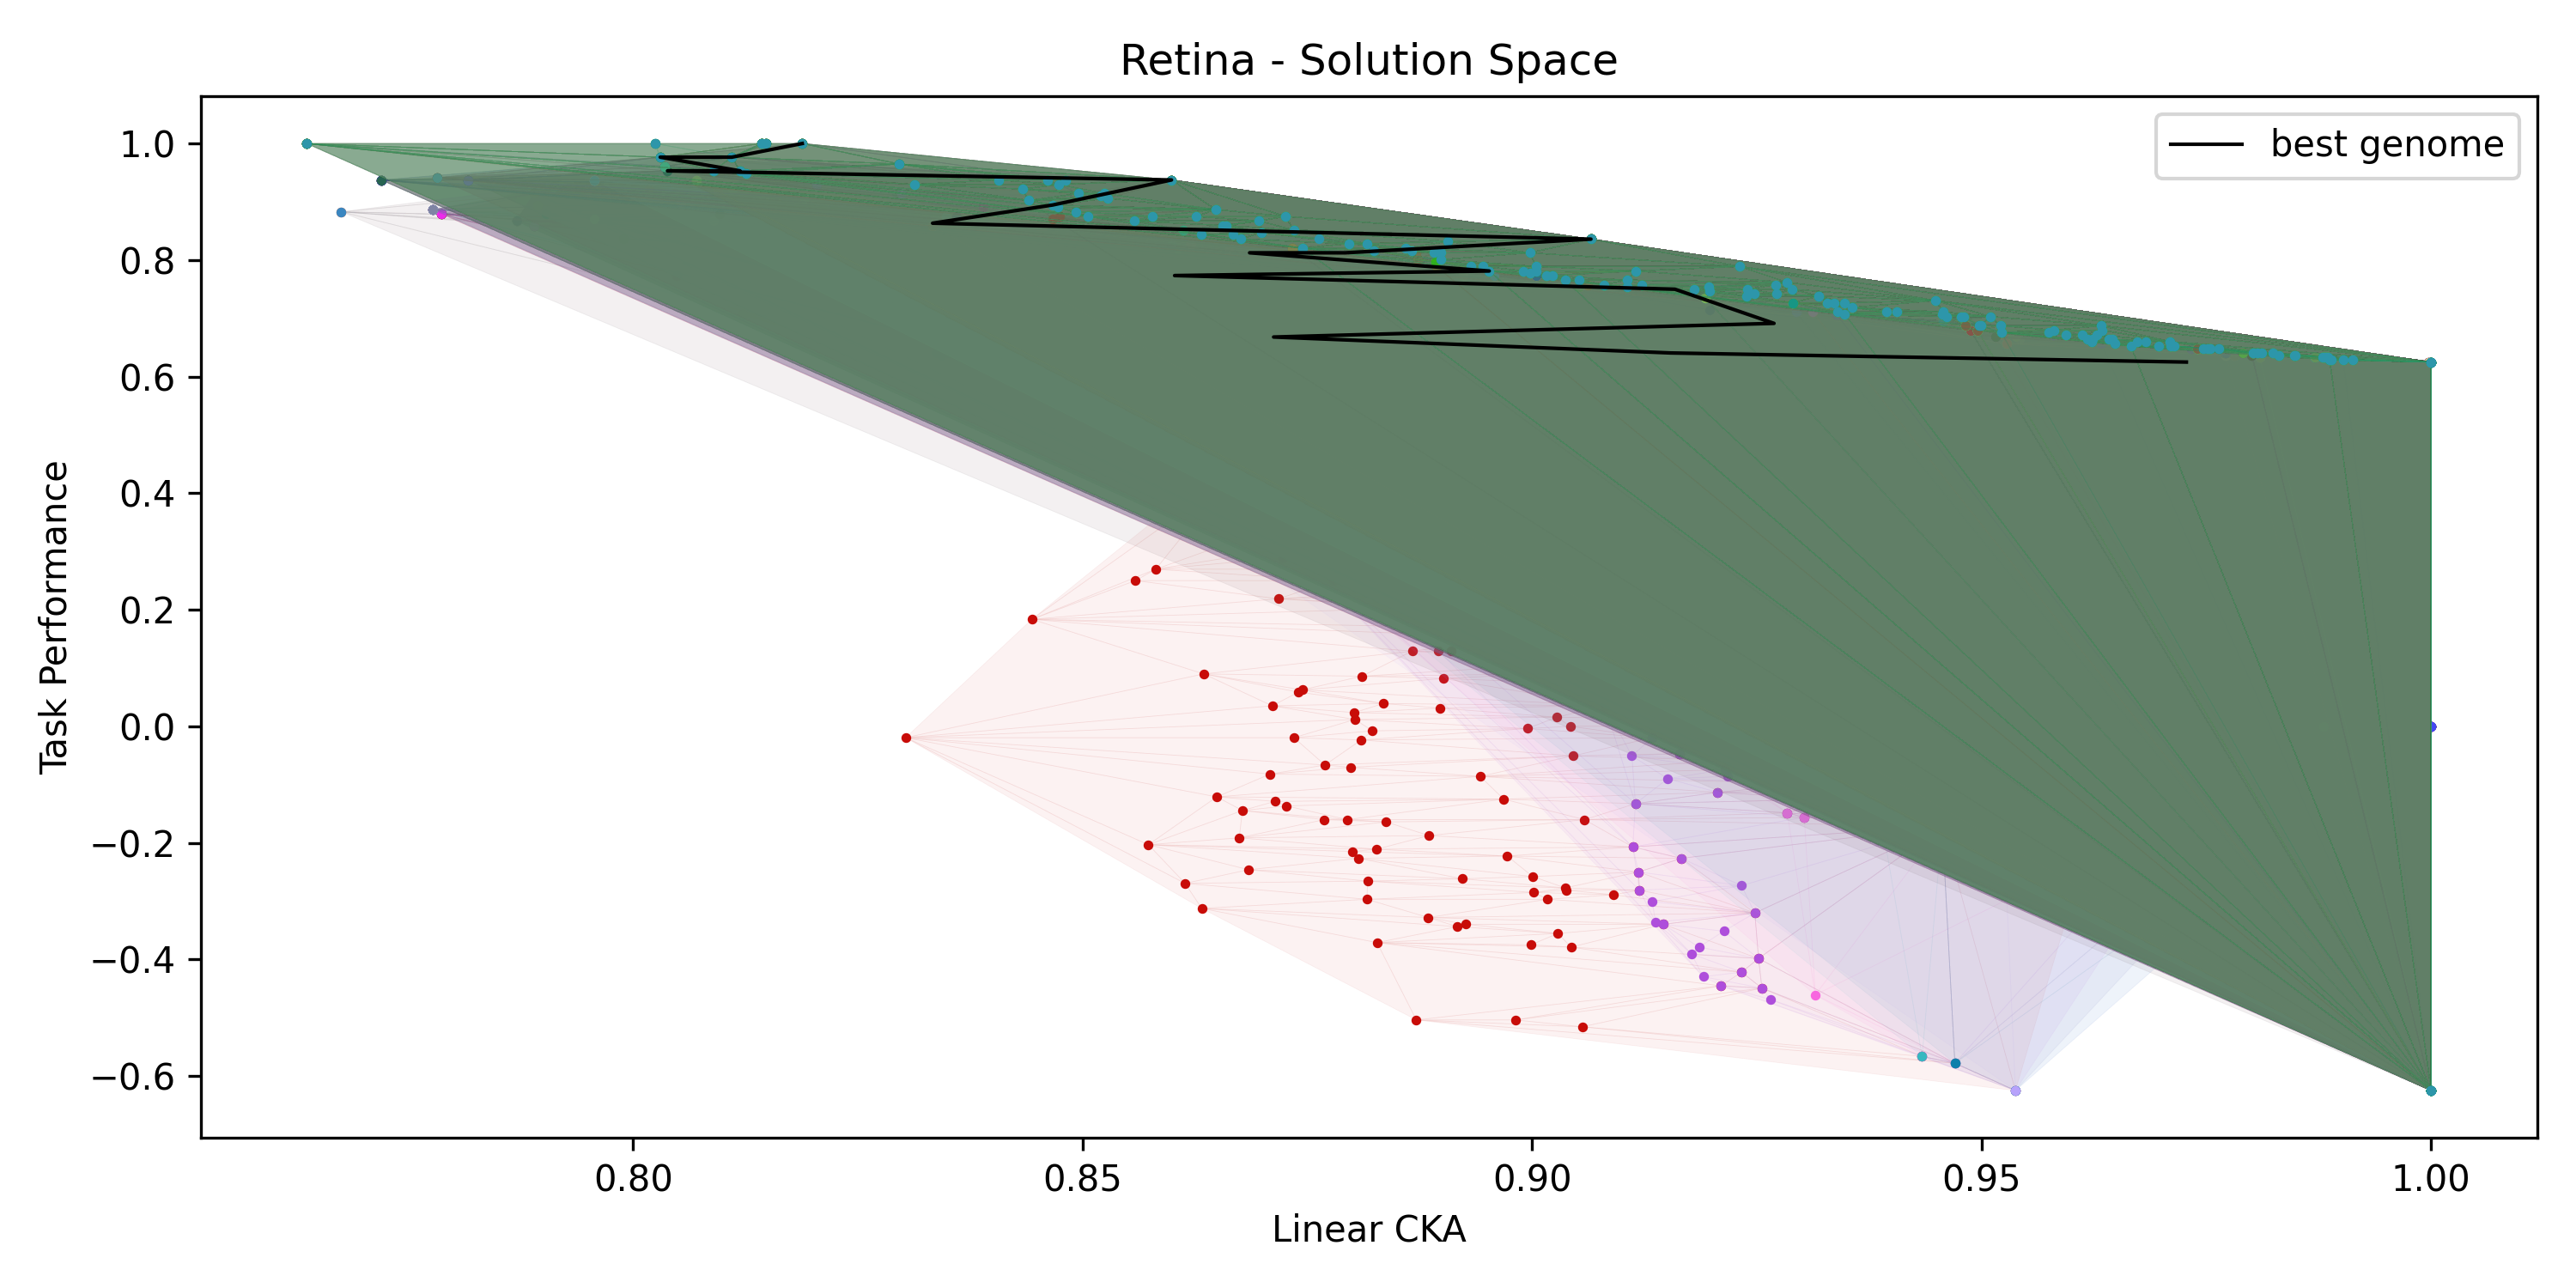 Retina - Solution Space
best genome
Task Performance
1.0
0.8
0.6
0.4
0.2
0.0
−0.2
−0.4
−0.6
0.80 0.85 0.90 0.95 1.00
Linear CKA